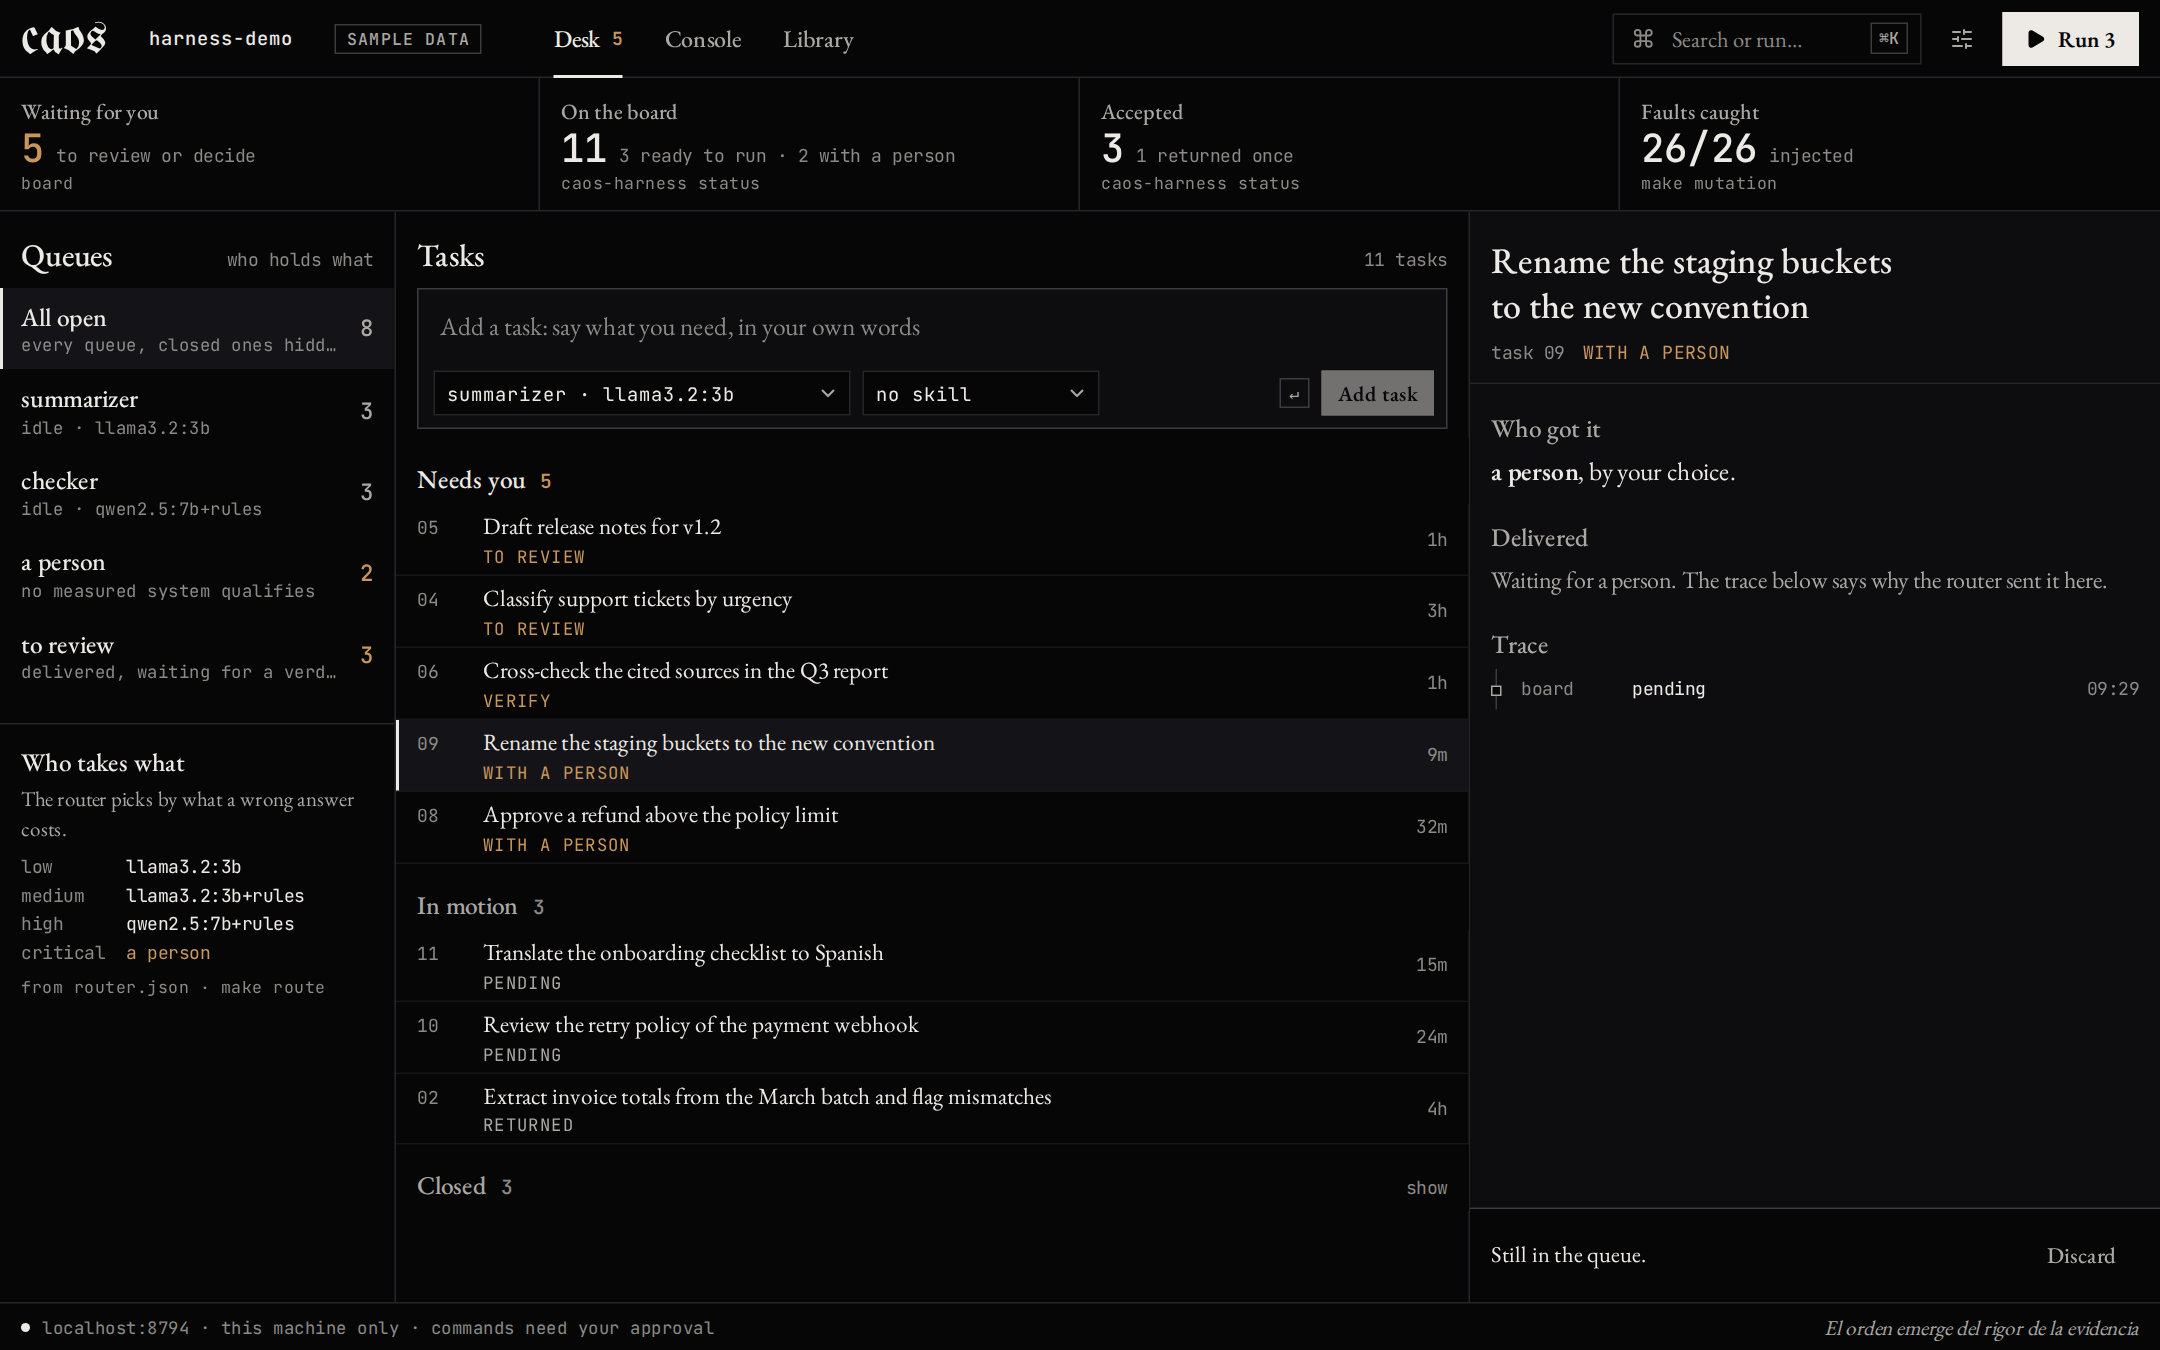 caos
harness-demo
SAMPLE DATA
Desk 5
Console
Library
⌘ Search or run... ⌘K
Run 3
Waiting for you
5 to review or decide
board
On the board
11 3 ready to run · 2 with a person
caos-harness status
Accepted
3 1 returned once
caos-harness status
Faults caught
26/26 injected
make mutation
Queues
who holds what
All open
8
every queue, closed ones hidd…
summarizer
3
idle · llama3.2:3b
checker
3
idle · qwen2.5:7b+rules
a person
2
no measured system qualifies
to review
3
delivered, waiting for a verd…
Who takes what
The router picks by what a wrong answer
costs.
low llama3.2:3b
medium llama3.2:3b+rules
high qwen2.5:7b+rules
critical a person
from router.json · make route
Tasks
11 tasks
Add a task: say what you need, in your own words
summarizer · llama3.2:3b
no skill
↵
Add task
Needs you 5
05 Draft release notes for v1.2
TO REVIEW
1h
04 Classify support tickets by urgency
TO REVIEW
3h
06 Cross-check the cited sources in the Q3 report
VERIFY
1h
09 Rename the staging buckets to the new convention
WITH A PERSON
9m
08 Approve a refund above the policy limit
WITH A PERSON
32m
In motion 3
11 Translate the onboarding checklist to Spanish
PENDING
15m
10 Review the retry policy of the payment webhook
PENDING
24m
02 Extract invoice totals from the March batch and flag mismatches
RETURNED
4h
Closed 3
show
Rename the staging buckets
to the new convention
task 09 WITH A PERSON
Who got it
a person, by your choice.
Delivered
Waiting for a person. The trace below says why the router sent it here.
Trace
board pending 09:29
Still in the queue.
Discard
localhost:8794 · this machine only · commands need your approval
El orden emerge del rigor de la evidencia